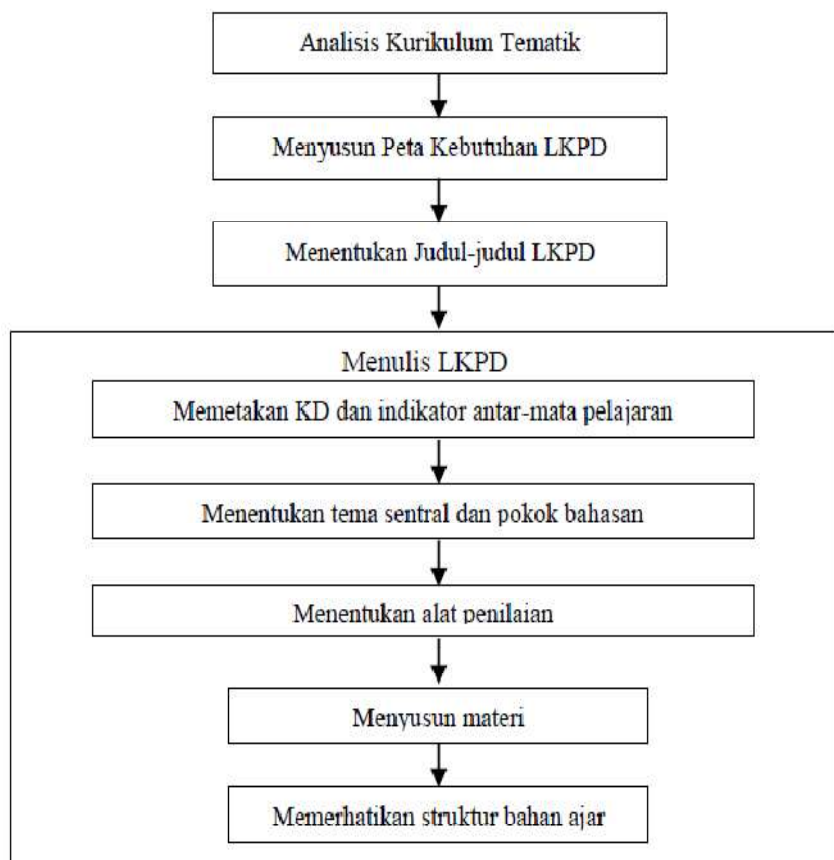 Analisis Kurikulum Tematik
Menyusun Peta Kebutuhan LKPD
Menentukan Judul-judul LKPD
Menulis LKPD
Memetakan KD dan indikator antar-mata pelajaran
Menentukan tema sentral dan pokok bahasan
Menentukan alat penilaian
Menyusun materi
Memerhatikan struktur bahan ajar